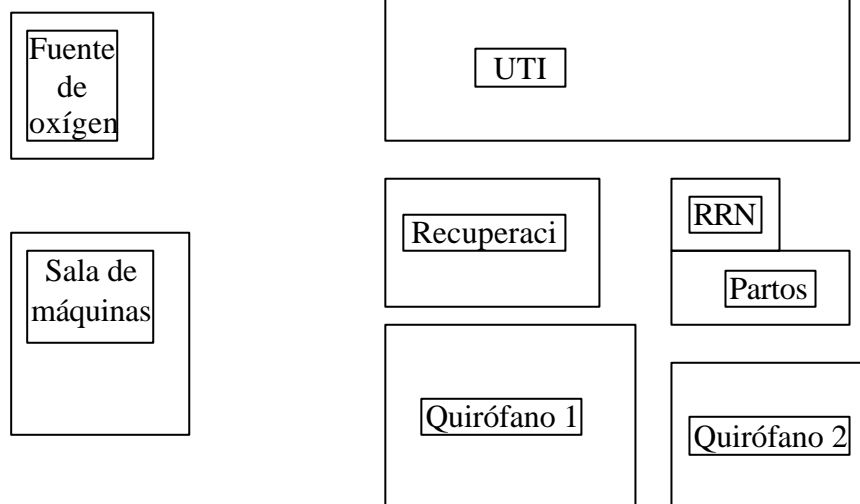 Fuente
de
oxígen
UTI
Recuperaci
RRN
Partos
Sala de
máquinas
Quirófano 1
Quirófano 2